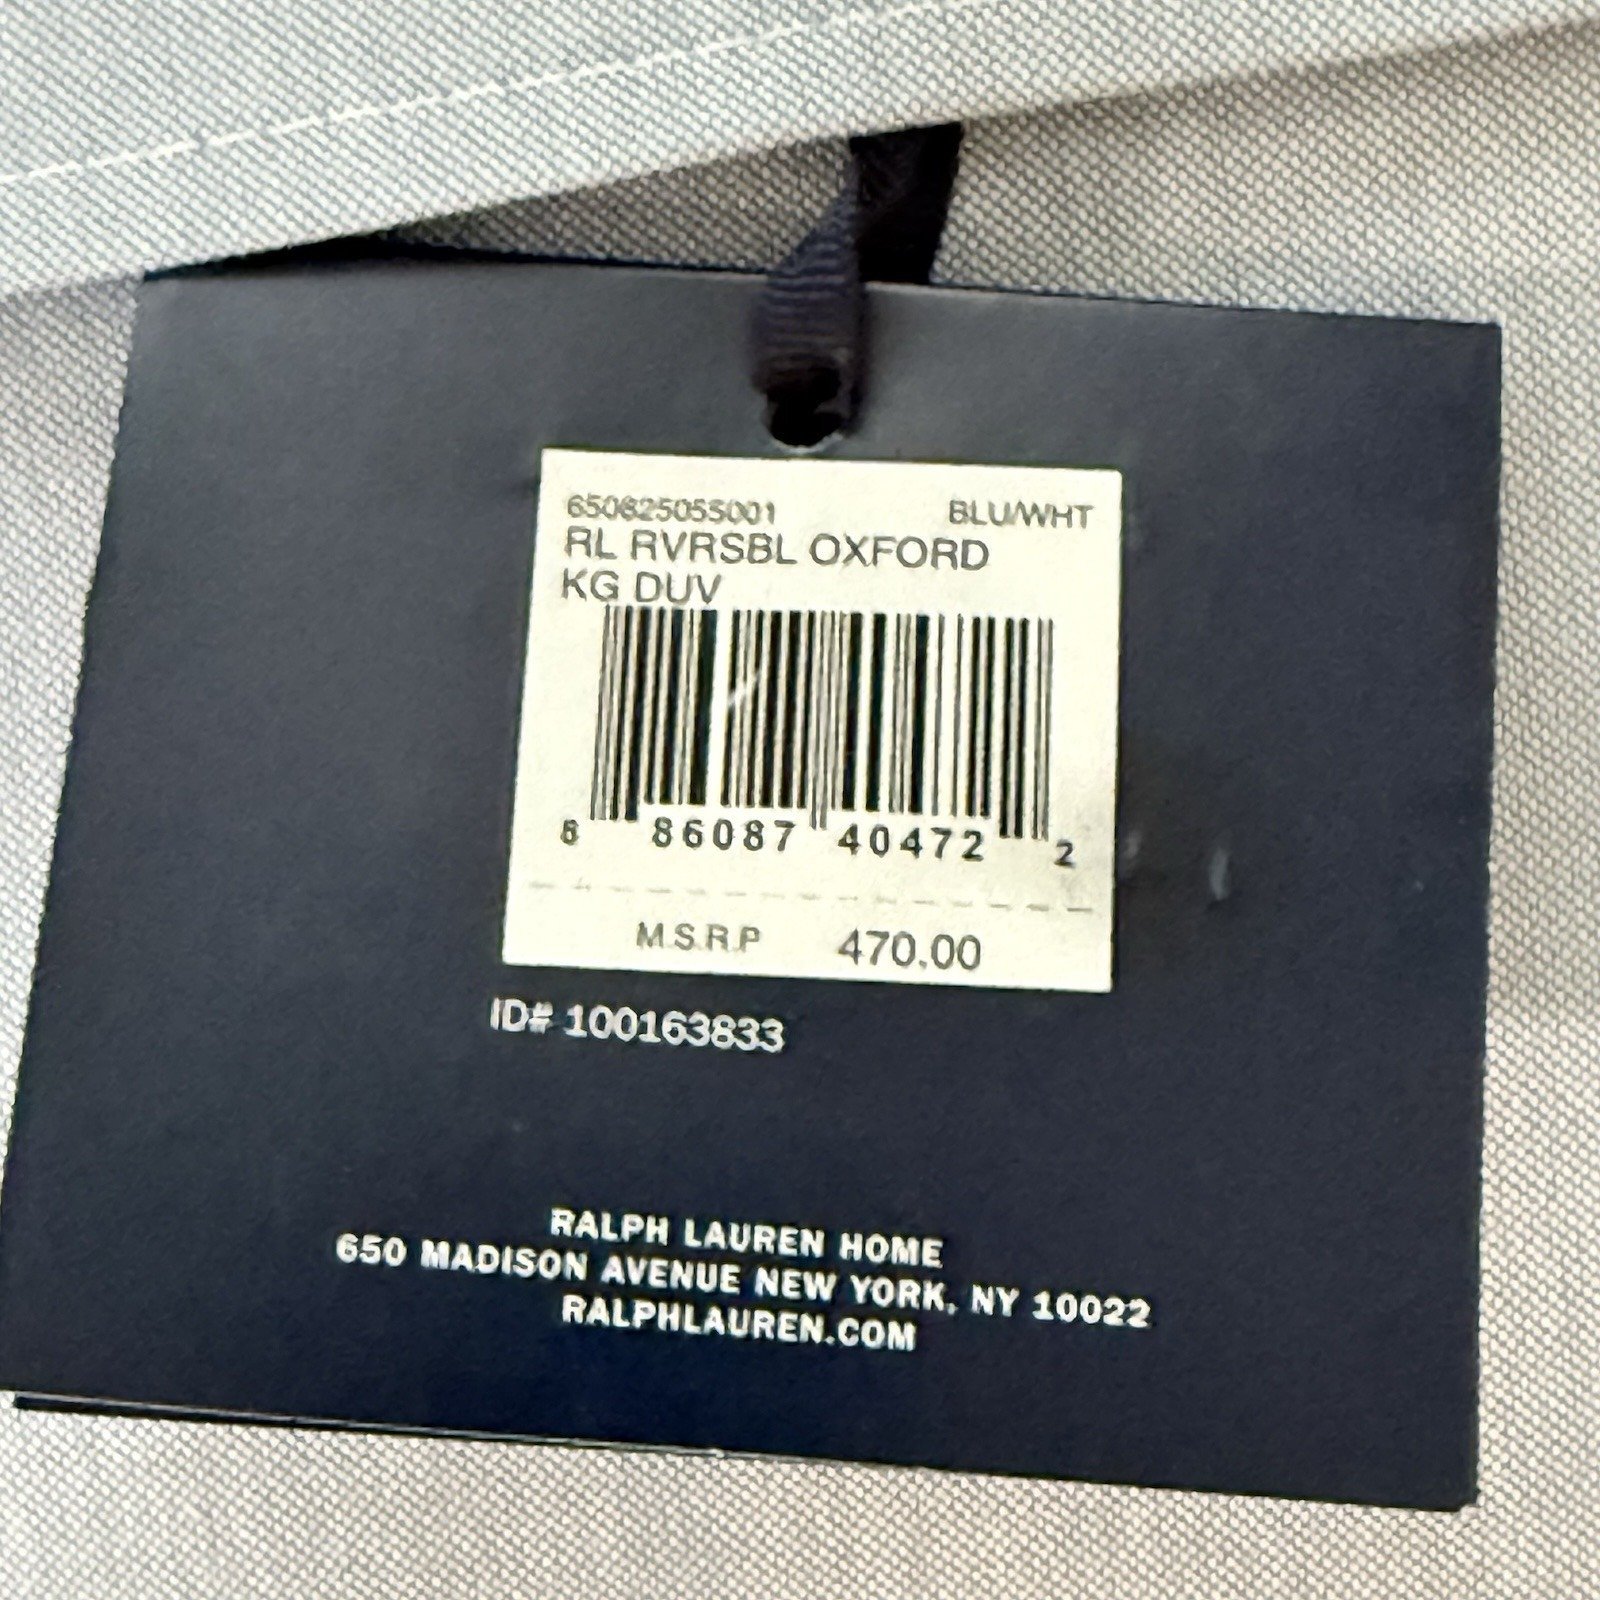 650825055001 BLU/WHT
RL RVRSBL OXFORD
KG DUV
8 86087 40472 2
M.S.R.P 470.00
ID# 100163833
RALPH LAUREN HOME
650 MADISON AVENUE NEW YORK, NY 10022
RALPHLAUREN.COM